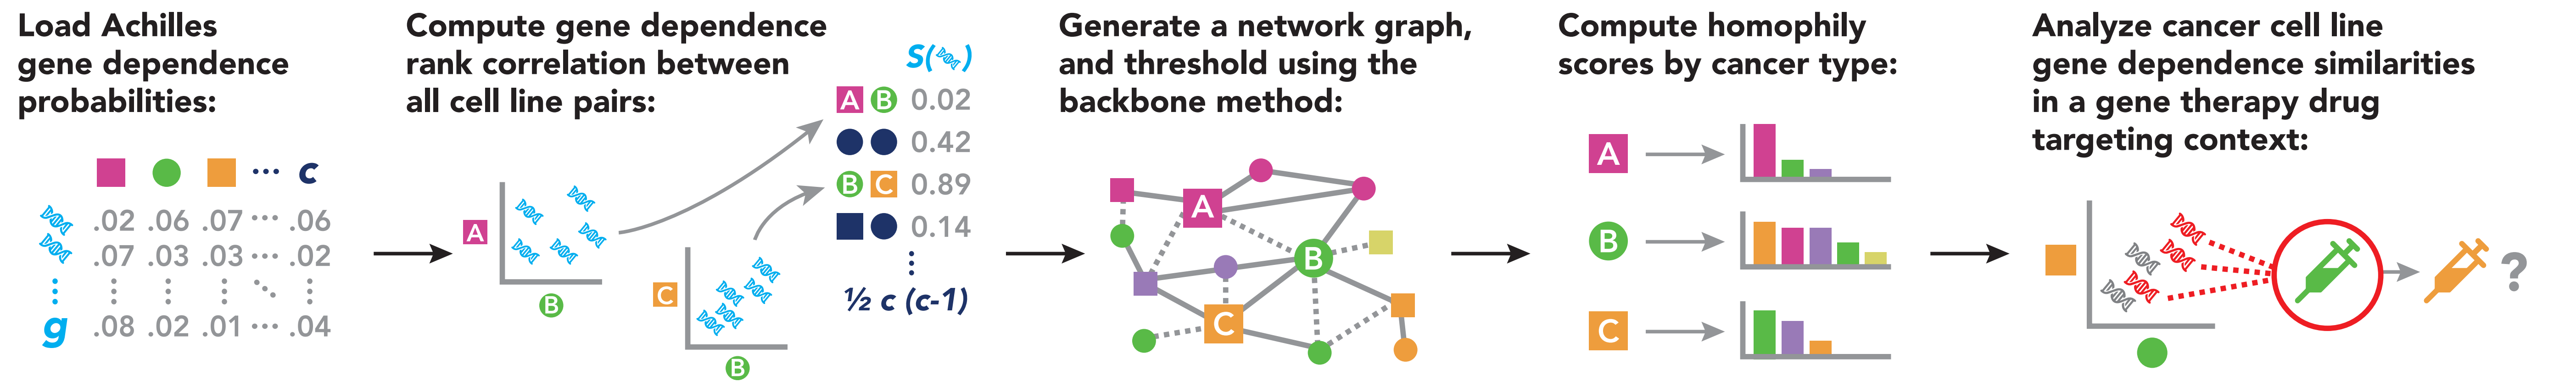 Load Achilles
gene dependence
probabilities:
... c
.02 .06 .07 ... .06
.07 .03 .03 ... .02
g .08 .02 .01 ... .04
Compute gene dependence
rank correlation between
all cell line pairs:
A
B
C
B
S( )
A B 0.02
0.42
B C 0.89
0.14
½ c (c-1)
Generate a network graph,
and threshold using the
backbone method:
A
B
C
Compute homophily
scores by cancer type:
A
B
C
Analyze cancer cell line
gene dependence similarities
in a gene therapy drug
targeting context:
?